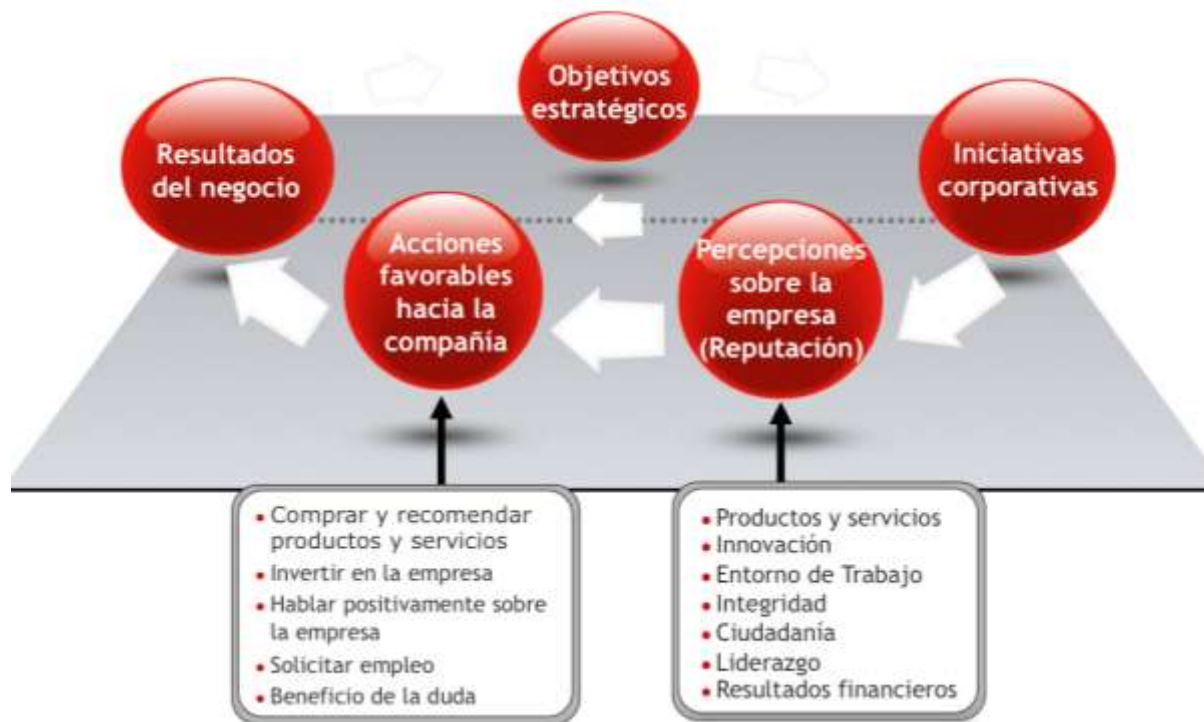 Objetivos
estratégicos
Resultados
del negocio
Iniciativas
corporativas
Acciones
favorables
hacia la
compañía
Percepciones
sobre la
empresa
(Reputación)
• Comprar y recomendar
productos y servicios
• Invertir en la empresa
• Hablar positivamente sobre
la empresa
• Solicitar empleo
• Beneficio de la duda
• Productos y servicios
• Innovación
• Entorno de Trabajo
• Integridad
• Ciudadanía
• Liderazgo
• Resultados financieros